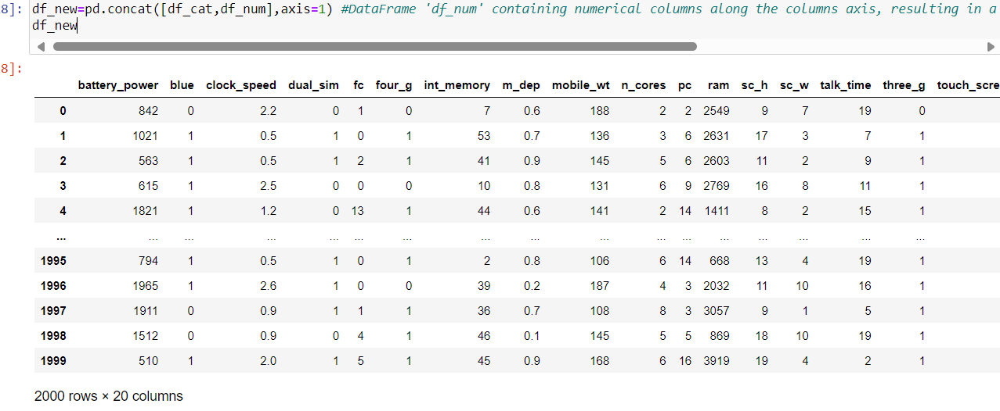 8]: df_new=pd.concat([df_cat,df_num],axis=1) #DataFrame 'df_num' containing numerical columns along the columns axis, resulting in a
df_new
8]:
battery_power blue clock_speed dual_sim fc four_g int_memory m_dep mobile_wt n_cores pc ram sc_h sc_w talk_time three_g touch_scre
0 842 0 2.2 0 1 0 7 0.6 188 2 2 2549 9 7 19 0
1 1021 1 0.5 1 0 1 53 0.7 136 3 6 2631 17 3 7 1
2 563 1 0.5 1 2 1 41 0.9 145 5 6 2603 11 2 9 1
3 615 1 2.5 0 0 0 10 0.8 131 6 9 2769 16 8 11 1
4 1821 1 1.2 0 13 1 44 0.6 141 2 14 1411 8 2 15 1
... ... ... ... ... ... ... ... ... ... ... ... ... ... ... ... ...
1995 794 1 0.5 1 0 1 2 0.8 106 6 14 668 13 4 19 1
1996 1965 1 2.6 1 0 0 39 0.2 187 4 3 2032 11 10 16 1
1997 1911 0 0.9 1 1 1 36 0.7 108 8 3 3057 9 1 5 1
1998 1512 0 0.9 0 4 1 46 0.1 145 5 5 869 18 10 19 1
1999 510 1 2.0 1 5 1 45 0.9 168 6 16 3919 19 4 2 1
2000 rows × 20 columns